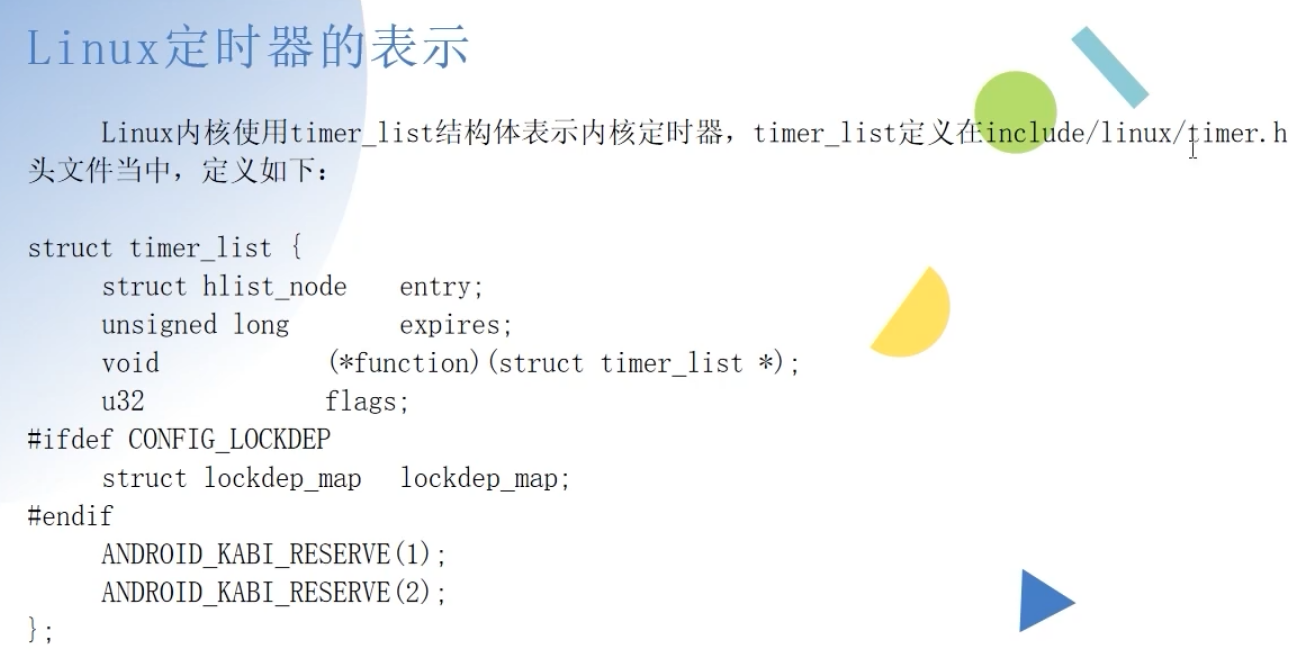 Linux定时器的表示
Linux内核使用timer_list结构体表示内核定时器，timer_list定义在include/linux/timer.h
头文件当中，定义如下：
struct timer_list {
struct hlist_node entry;
unsigned long expires;
void (*function)(struct timer_list *);
u32 flags;
#ifdef CONFIG_LOCKDEP
struct lockdep_map lockdep_map;
#endif
ANDROID_KABI_RESERVE(1);
ANDROID_KABI_RESERVE(2);
};